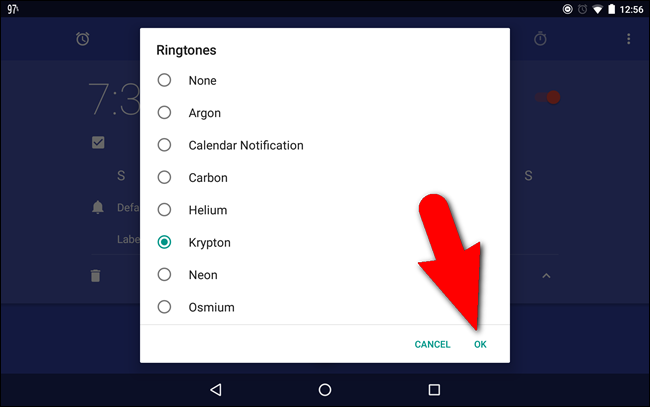 97%
12:56
Ringtones
None
Argon
Calendar Notification
Carbon
Helium
Krypton
Neon
Osmium
CANCEL OK
7:3
S S
Defa
Labe